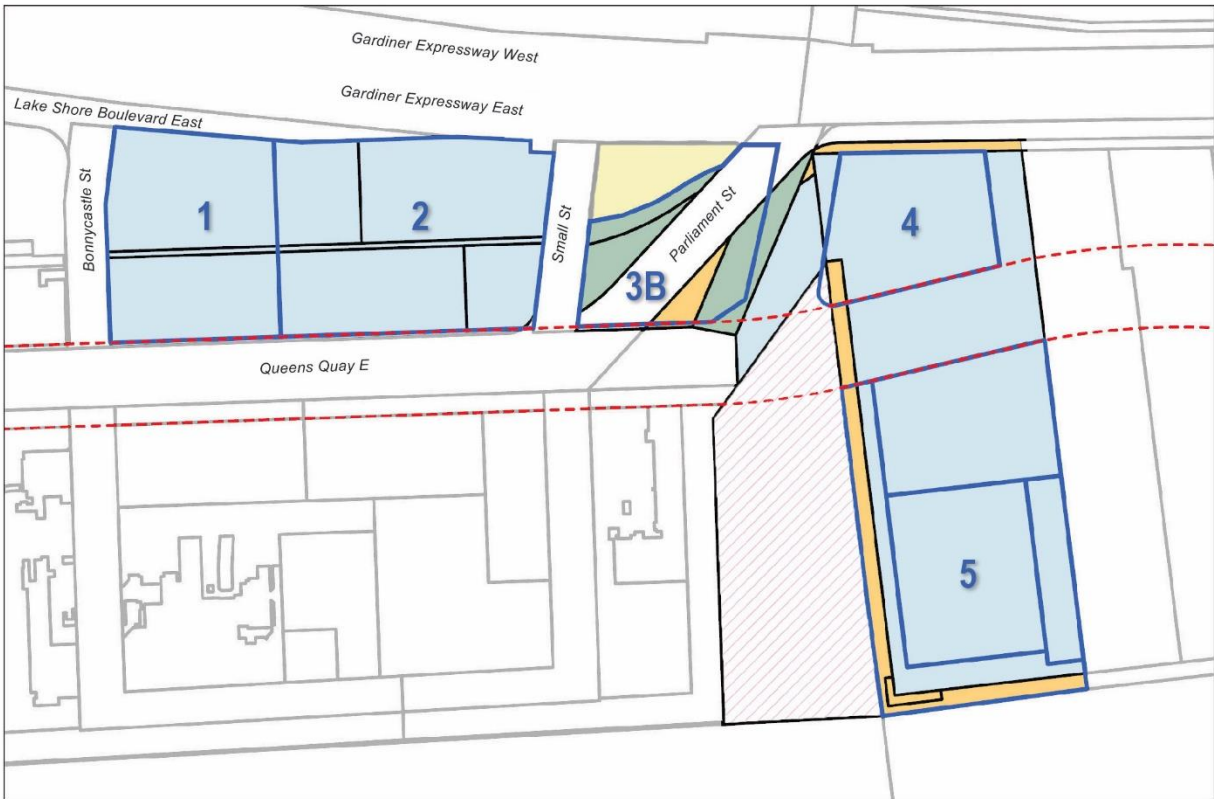 Gardiner Expressway West
Gardiner Expressway East
Lake Shore Boulevard East
Bonnycastle St
1
2
Small St
Parliament St
3B
4
Queens Quay E
5